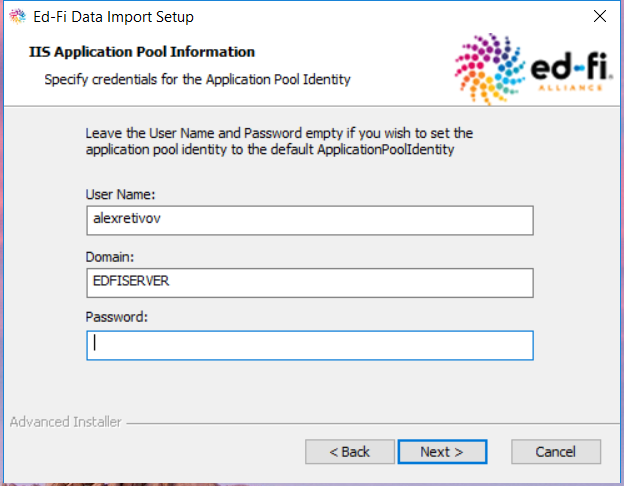 Ed-Fi Data Import Setup
IIS Application Pool Information
Specify credentials for the Application Pool Identity
ed-fi.
ALLIANCE
Leave the User Name and Password empty if you wish to set the
application pool identity to the default ApplicationPoolIdentity
User Name:
alexretivov
Domain:
EDFISERVER
Password:
Advanced Installer
< Back
Next >
Cancel